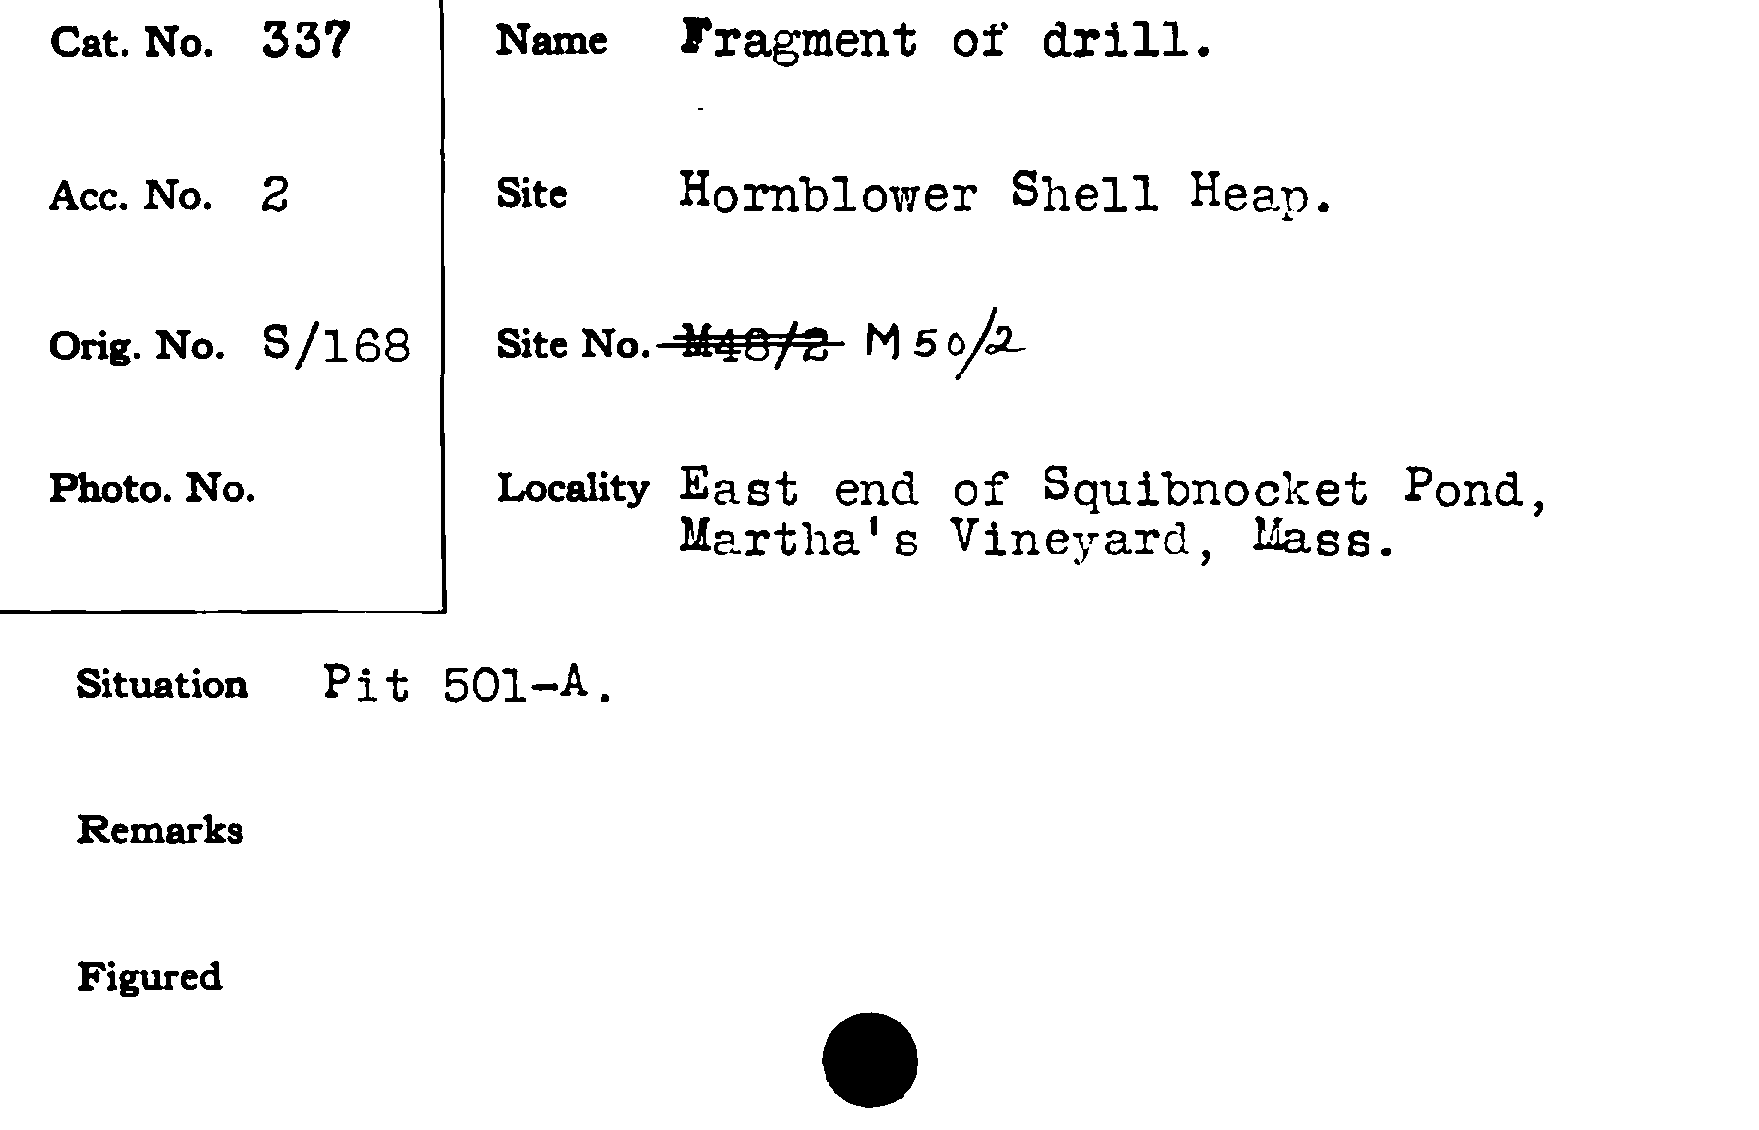 Cat. No. 337
Name Fragment of drill.
Acc. No. 2
Site Hornblower Shell Heap.
Orig. No. S/168
Site No. M48/2 M50/2
Photo. No.
Locality East end of Squibnocket Pond,
Martha's Vineyard, Mass.
Situation Pit 501-A.
Remarks
Figured